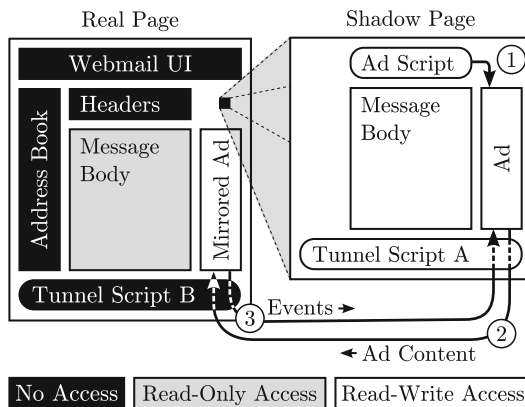 Real Page
Shadow Page
Webmail UI
Address Book
Headers
Message
Body
Mirrored Ad
Tunnel Script B
Ad Script
1
Message
Body
Ad
Tunnel Script A
3
Events
2
Ad Content
No Access
Read-Only Access
Read-Write Access